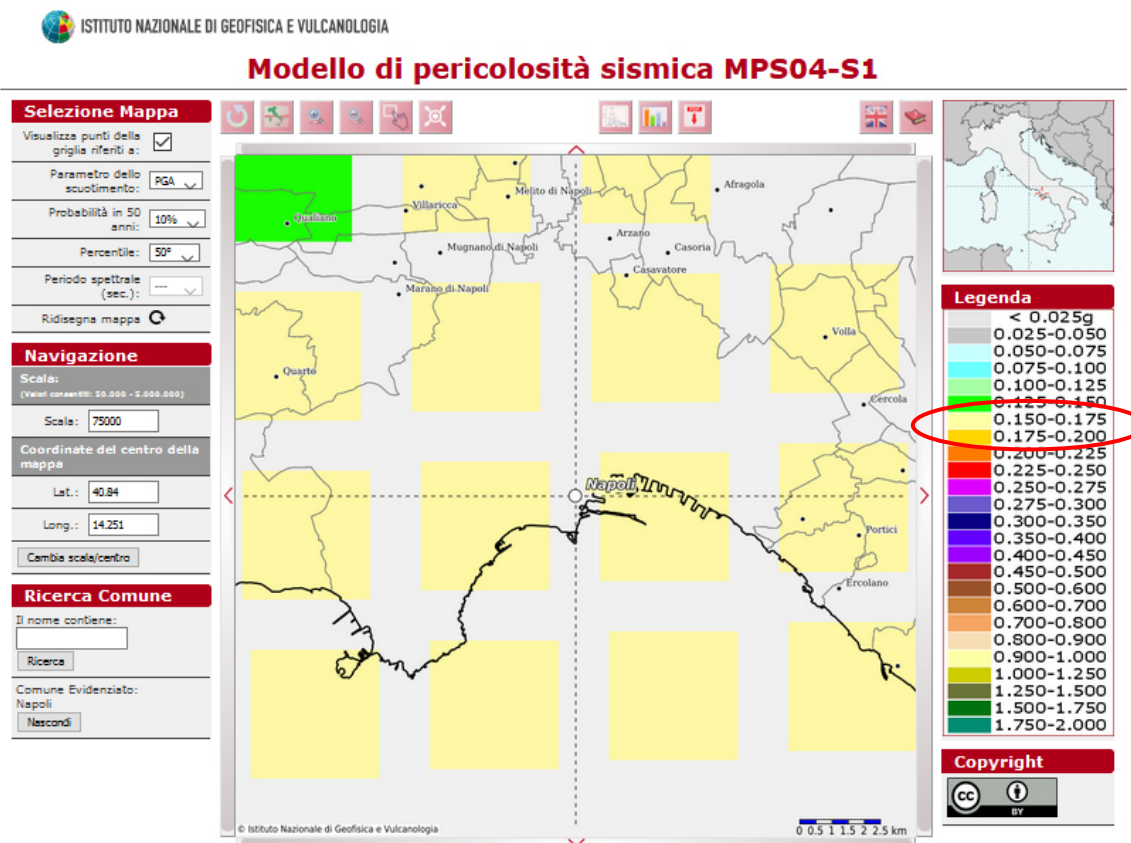 ISTITUTO NAZIONALE DI GEOFISICA E VULCANOLOGIA
Modello di pericolosità sismica MPS04-S1
Selezione Mappa
Visualizza punti della
griglia riferiti a:
Parametro dello
scuotimento:
PGA
Probabilità in 50
anni:
10%
Percentile:
50°
Periodo spettrale
(sec.):
---
Ridisegna mappa
Navigazione
Scala:
(Valori consentiti: 50.000 - 5.000.000)
Scala:
75000
Coordinate del centro della
mappa
Lat.:
40.84
Long.:
14.251
Cambia scala/centro
Ricerca Comune
Il nome contiene:
Ricerca
Comune Evidenziato:
Napoli
Nascondi
Qualiano
Villaricca
Melito di Napoli
Afragola
Mugnano di Napoli
Arzano
Casoria
Casavatore
Marano di Napoli
Volla
Quarto
Cercola
Napoli
Portici
Ercolano
© Istituto Nazionale di Geofisica e Vulcanologia
0 0.5 1 1.5 2 2.5 km
Legenda
< 0.025g
0.025-0.050
0.050-0.075
0.075-0.100
0.100-0.125
0.125-0.150
0.150-0.175
0.175-0.200
0.200-0.225
0.225-0.250
0.250-0.275
0.275-0.300
0.300-0.350
0.350-0.400
0.400-0.450
0.450-0.500
0.500-0.600
0.600-0.700
0.700-0.800
0.800-0.900
0.900-1.000
1.000-1.250
1.250-1.500
1.500-1.750
1.750-2.000
Copyright
cc
BY